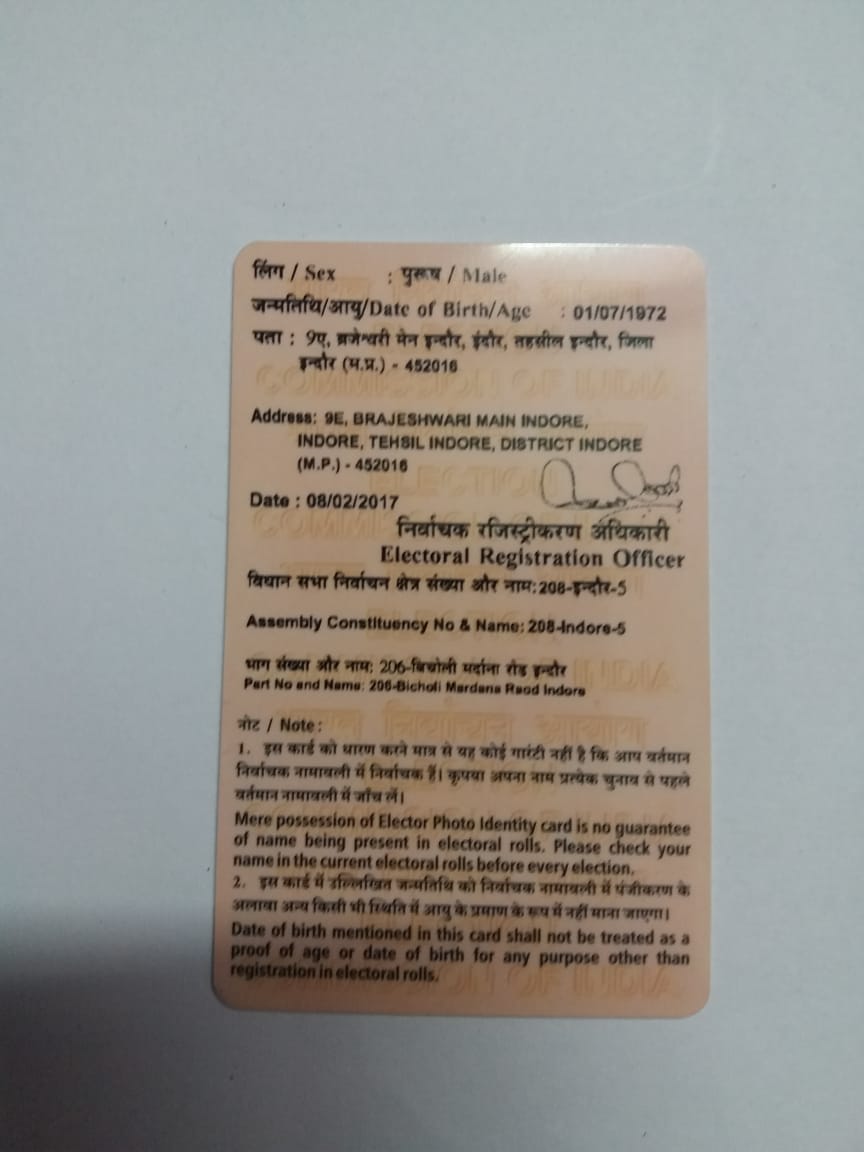 लिंग / Sex : पुरूष / Male
जन्मतिथि/आयु/Date of Birth/Age : 01/07/1972
पता : 9ए, ब्रजेश्वरी मेन इन्दौर, इंदौर, तहसील इन्दौर, जिला
इन्दौर (म.प्र.) - 452016
Address: 9E, BRAJESHWARI MAIN INDORE,
INDORE, TEHSIL INDORE, DISTRICT INDORE
(M.P.) - 452016
Date : 08/02/2017
निर्वाचक रजिस्ट्रीकरण अधिकारी
Electoral Registration Officer
विधान सभा निर्वाचन क्षेत्र संख्या और नाम: 208-इन्दौर-5
Assembly Constituency No & Name: 208-Indore-5
भाग संख्या और नाम: 206-बिचोली मर्दाना रोड इन्दौर
Part No and Name: 206-Bicholi Mardana Raod Indore
नोट / Note :
1. इस कार्ड को धारण करने मात्र से यह कोई गारंटी नहीं है कि आप वर्तमान
निर्वाचक नामावली में निर्वाचक हैं। कृपया अपना नाम प्रत्येक चुनाव से पहले
वर्तमान नामावली में जाँच लें।
Mere possession of Elector Photo Identity card is no guarantee
of name being present in electoral rolls. Please check your
name in the current electoral rolls before every election.
2. इस कार्ड में उल्लिखित जन्मतिथि को निर्वाचक नामावली में पंजीकरण के
अलावा अन्य किसी भी स्थिति में आयु के प्रमाण के रूप में नहीं माना जाएगा।
Date of birth mentioned in this card shall not be treated as a
proof of age or date of birth for any purpose other than
registration in electoral rolls.